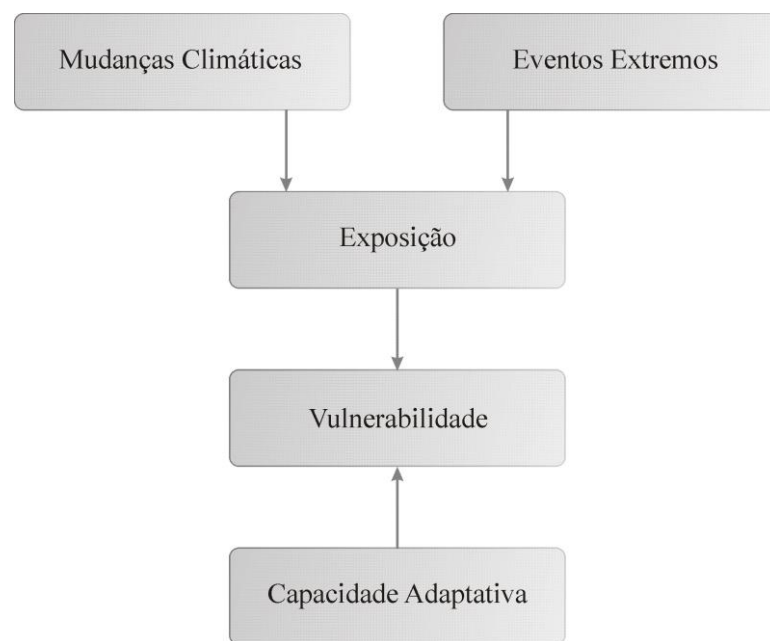 Mudanças Climáticas
Eventos Extremos
Exposição
Vulnerabilidade
Capacidade Adaptativa